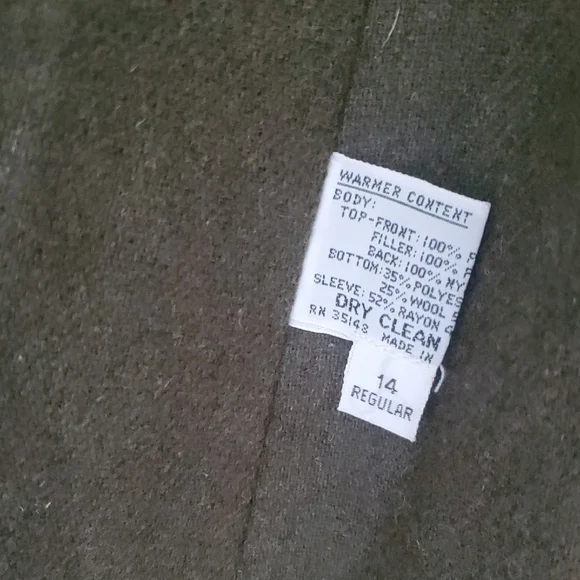 WARMER CONTENT
BODY:
TOP-FRONT: 100% P
FILLER: 100% P
BACK: 100% NY
BOTTOM: 35% POLYES
25% WOOL
SLEEVE: 52% RAYON
DRY CLEAN
RN 35143 MADE IN
14
REGULAR